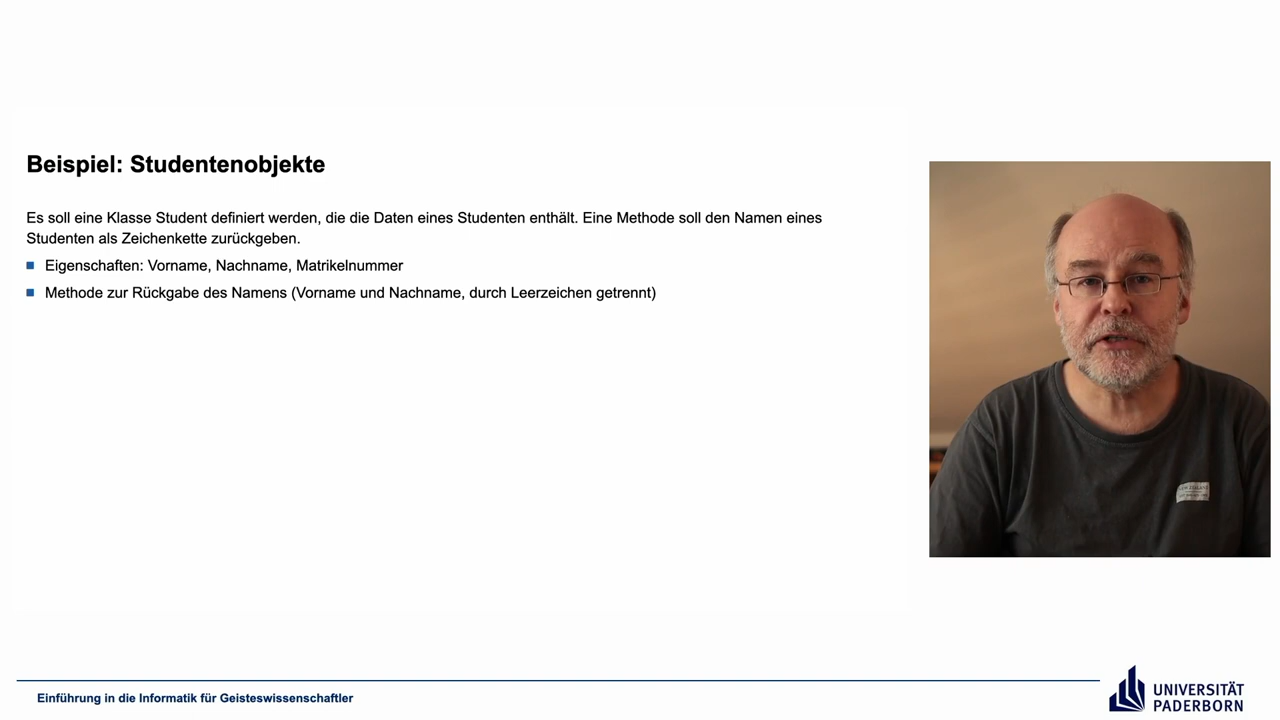 Beispiel: Studentenobjekte
Es soll eine Klasse Student definiert werden, die die Daten eines Studenten enthält. Eine Methode soll den Namen eines
Studenten als Zeichenkette zurückgeben.
Eigenschaften: Vorname, Nachname, Matrikelnummer
Methode zur Rückgabe des Namens (Vorname und Nachname, durch Leerzeichen getrennt)
Einführung in die Informatik für Geisteswissenschaftler
UNIVERSITÄT
PADERBORN